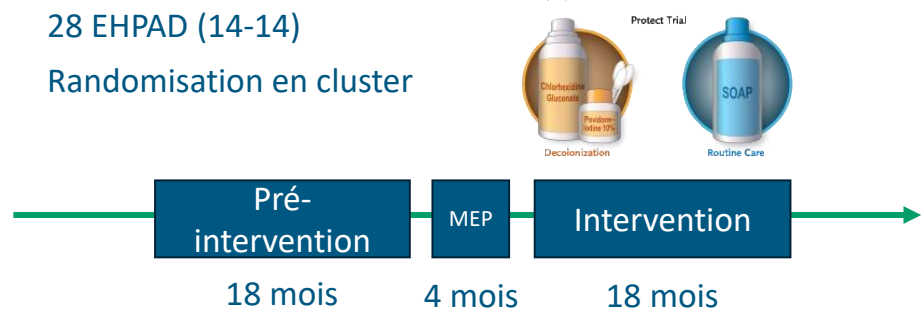 28 EHPAD (14-14)
Randomisation en cluster
Protect Trial
Chlorhexidine
Gluconate
Povidone-
Iodine 10%
Decolonization
SOAP
Routine Care
Pré-
intervention
MEP
Intervention
18 mois
4 mois
18 mois